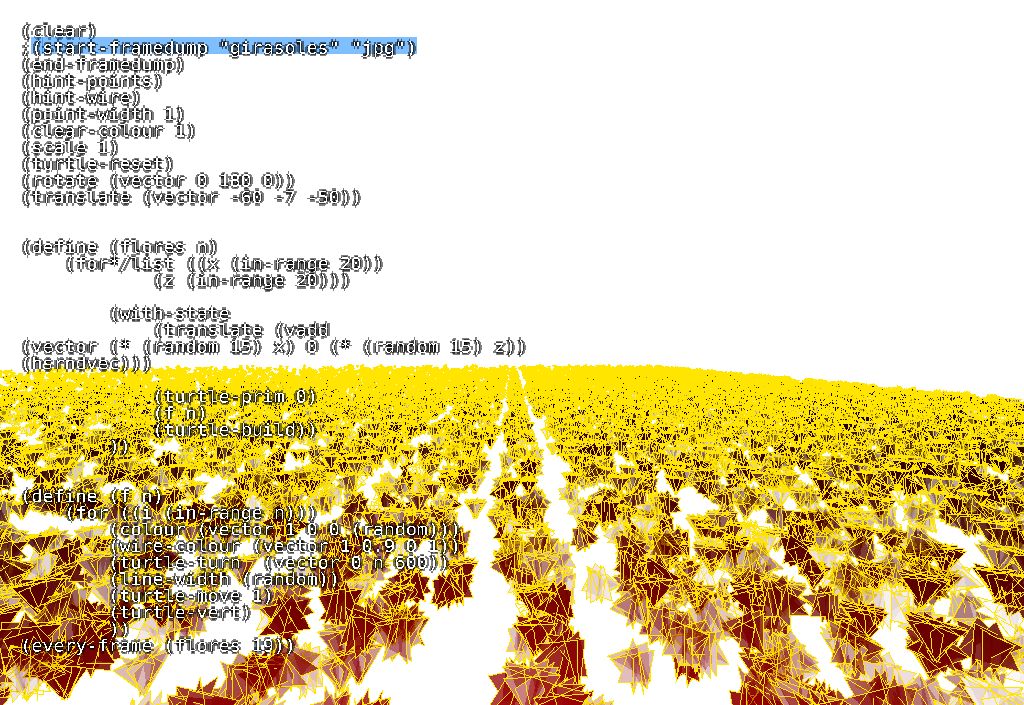 (clear)
;(start-framedump "girasoles" "jpg")
(end-framedump)
(hint-points)
(hint-wire)
(point-width 1)
(clear-colour 1)
(scale 1)
(turtle-reset)
(rotate (vector 0 180 0))
(translate (vector -60 -7 -50))
(define (flores n)
(for*/list ((x (in-range 20))
(z (in-range 20)))
(with-state
(translate (vadd
(vector (* (random 15) x) 0 (* (random 15) z))
(hsrndvec)))
(turtle-prim 0)
(f n)
(turtle-build))
))
(define (f n)
(for ((i (in-range n)))
(colour (vector 1 0 0 (random)))
(wire-colour (vector 1 0.9 0 1))
(turtle-turn (vector 0 n 600))
(line-width (random))
(turtle-move 1)
(turtle-vert)
))
(every-frame (flores 19))